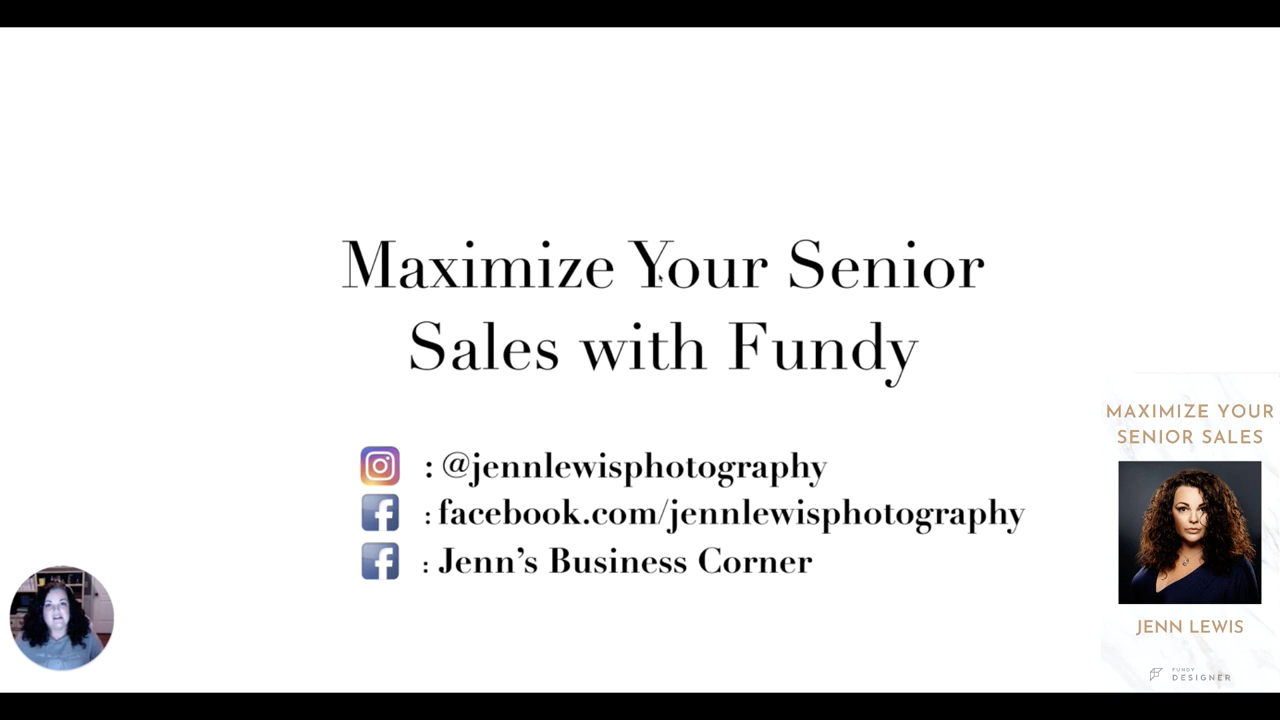 Maximize Your Senior
Sales with Fundy
: @jennlewisphotography
: facebook.com/jennlewisphotography
: Jenn’s Business Corner
MAXIMIZE YOUR
SENIOR SALES
JENN LEWIS
FUNDY
DESIGNER